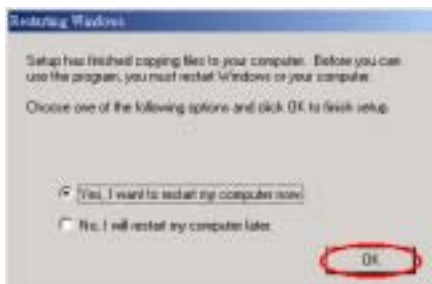 Restarting Windows
Setup has finished copying files to your computer. Before you can
use the program, you must restart Windows or your computer.
Choose one of the following options and click OK to finish setup.
Yes, I want to restart my computer now.
No, I will restart my computer later.
OK